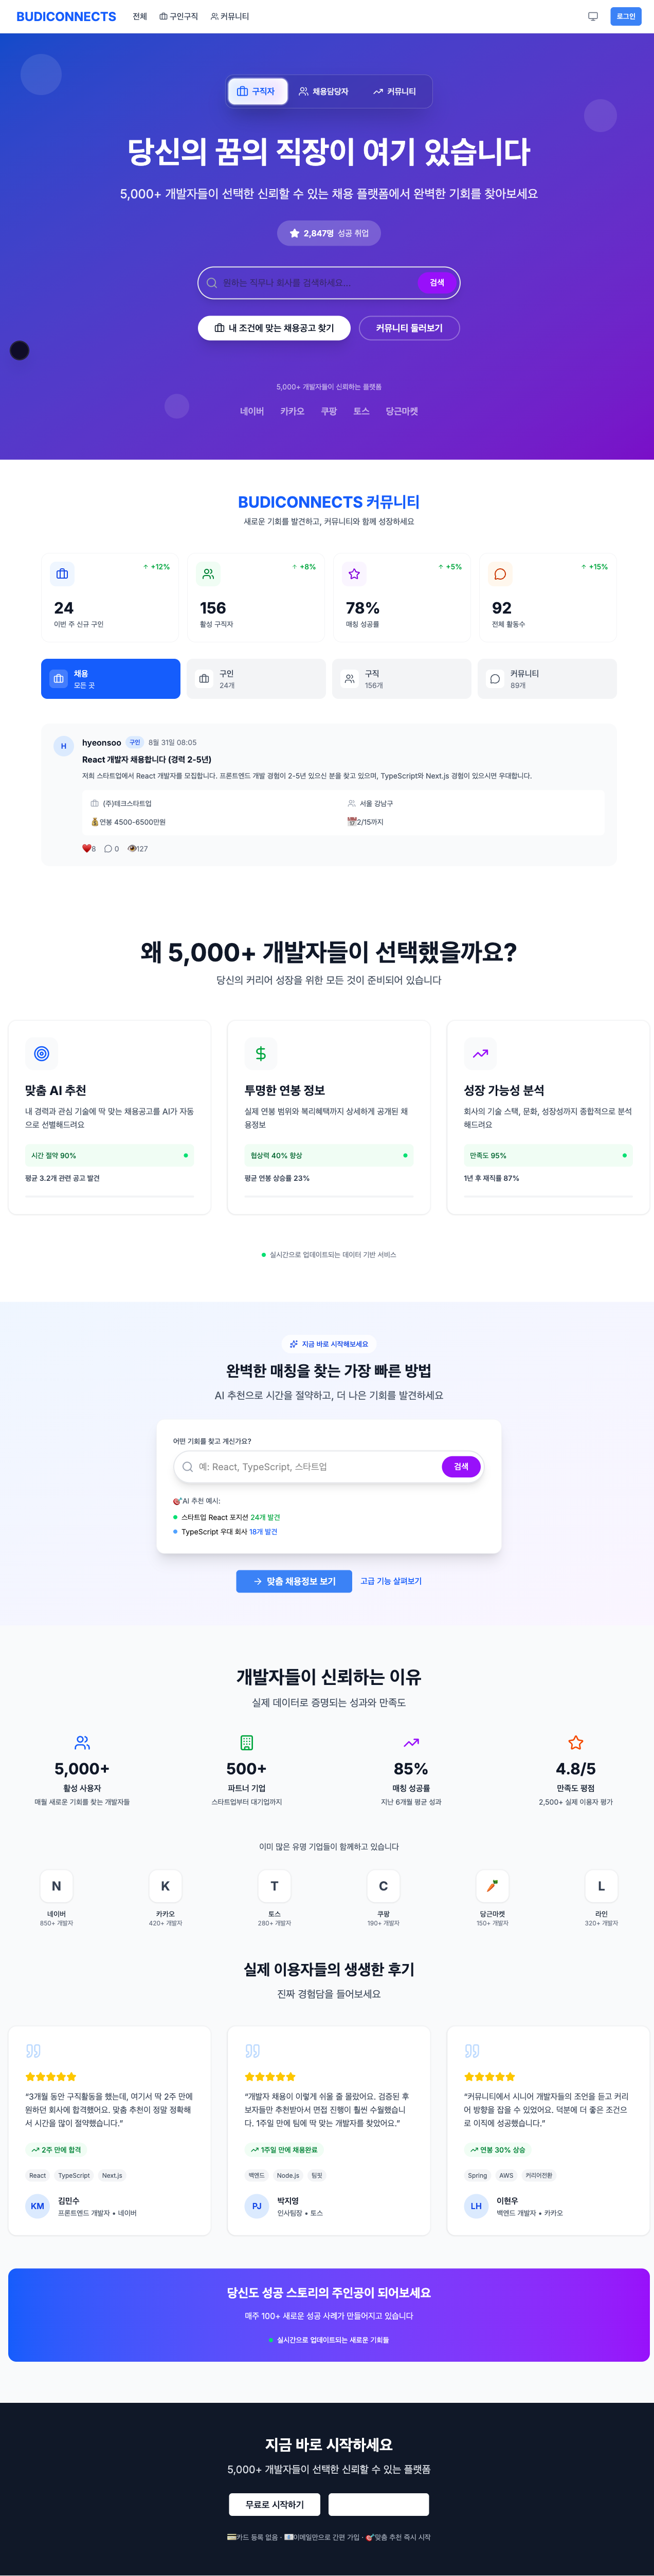 BUDICONNECTS 전체 구인구직 커뮤니티 로그인
구직자 채용담당자 커뮤니티
당신의 꿈의 직장이 여기 있습니다
5,000+ 개발자들이 선택한 신뢰할 수 있는 채용 플랫폼에서 완벽한 기회를 찾아보세요
2,847명 성공 취업
원하는 직무나 회사를 검색하세요... 검색
내 조건에 맞는 채용공고 찾기 커뮤니티 둘러보기
5,000+ 개발자들이 신뢰하는 플랫폼
네이버 카카오 쿠팡 토스 당근마켓
BUDICONNECTS 커뮤니티
새로운 기회를 발견하고, 커뮤니티와 함께 성장하세요
+12% +8% +5% +15%
24 156 78% 92
이번 주 신규 구인 활성 구직자 매칭 성공률 전체 활동수
채용 구인 구직 커뮤니티
모든 곳 24개 156개 89개
H hyeonsoo 구인 8월 31일 08:05
React 개발자 채용합니다 (경력 2-5년)
저희 스타트업에서 React 개발자를 모집합니다. 프론트엔드 개발 경험이 2-5년 있으신 분을 찾고 있으며, TypeScript와 Next.js 경험이 있으시면 우대합니다.
(주)테크스타트업 서울 강남구
💰연봉 4500-6500만원 📅2/15까지
❤️8 0 👁️127
왜 5,000+ 개발자들이 선택했을까요?
당신의 커리어 성장을 위한 모든 것이 준비되어 있습니다
맞춤 AI 추천
내 경력과 관심 기술에 딱 맞는 채용공고를 AI가 자동
으로 선별해드려요
시간 절약 90%
평균 3.2개 관련 공고 발견
투명한 연봉 정보
실제 연봉 범위와 복리혜택까지 상세하게 공개된 채
용정보
협상력 40% 향상
평균 연봉 상승률 23%
성장 가능성 분석
회사의 기술 스택, 문화, 성장성까지 종합적으로 분석
해드려요
만족도 95%
1년 후 재직률 87%
실시간으로 업데이트되는 데이터 기반 서비스
지금 바로 시작해보세요
완벽한 매칭을 찾는 가장 빠른 방법
AI 추천으로 시간을 절약하고, 더 나은 기회를 발견하세요
어떤 기회를 찾고 계신가요?
예: React, TypeScript, 스타트업 검색
🎯AI 추천 예시:
스타트업 React 포지션 24개 발견
TypeScript 우대 회사 18개 발견
맞춤 채용정보 보기 고급 기능 살펴보기
개발자들이 신뢰하는 이유
실제 데이터로 증명되는 성과와 만족도
5,000+ 500+ 85% 4.8/5
활성 사용자 파트너 기업 매칭 성공률 만족도 평점
매월 새로운 기회를 찾는 개발자들 스타트업부터 대기업까지 지난 6개월 평균 성과 2,500+ 실제 이용자 평가
이미 많은 유명 기업들이 함께하고 있습니다
N K T C 🥕 L
네이버 카카오 토스 쿠팡 당근마켓 라인
850+ 개발자 420+ 개발자 280+ 개발자 190+ 개발자 150+ 개발자 320+ 개발자
실제 이용자들의 생생한 후기
진짜 경험담을 들어보세요
"3개월 동안 구직활동을 했는데, 여기서 딱 2주 만에
원하던 회사에 합격했어요. 맞춤 추천이 정말 정확해
서 시간을 많이 절약했습니다."
2주 만에 합격
React TypeScript Next.js
KM 김민수
프론트엔드 개발자 • 네이버
"개발자 채용이 이렇게 쉬울 줄 몰랐어요. 검증된 후
보자들만 추천받아서 면접 진행이 훨씬 수월했습니
다. 1주일 만에 팀에 딱 맞는 개발자를 찾았어요."
1주일 만에 채용완료
백엔드 Node.js 팀핏
PJ 박지영
인사팀장 • 토스
"커뮤니티에서 시니어 개발자들의 조언을 듣고 커리
어 방향을 잡을 수 있었어요. 덕분에 더 좋은 조건으
로 이직에 성공했습니다."
연봉 30% 상승
Spring AWS 커리어전환
LH 이현우
백엔드 개발자 • 카카오
당신도 성공 스토리의 주인공이 되어보세요
매주 100+ 새로운 성공 사례가 만들어지고 있습니다
실시간으로 업데이트되는 새로운 기회들
지금 바로 시작하세요
5,000+ 개발자들이 선택한 신뢰할 수 있는 플랫폼
무료로 시작하기
💳카드 등록 없음 · 📧이메일만으로 간편 가입 · 🎯맞춤 추천 즉시 시작